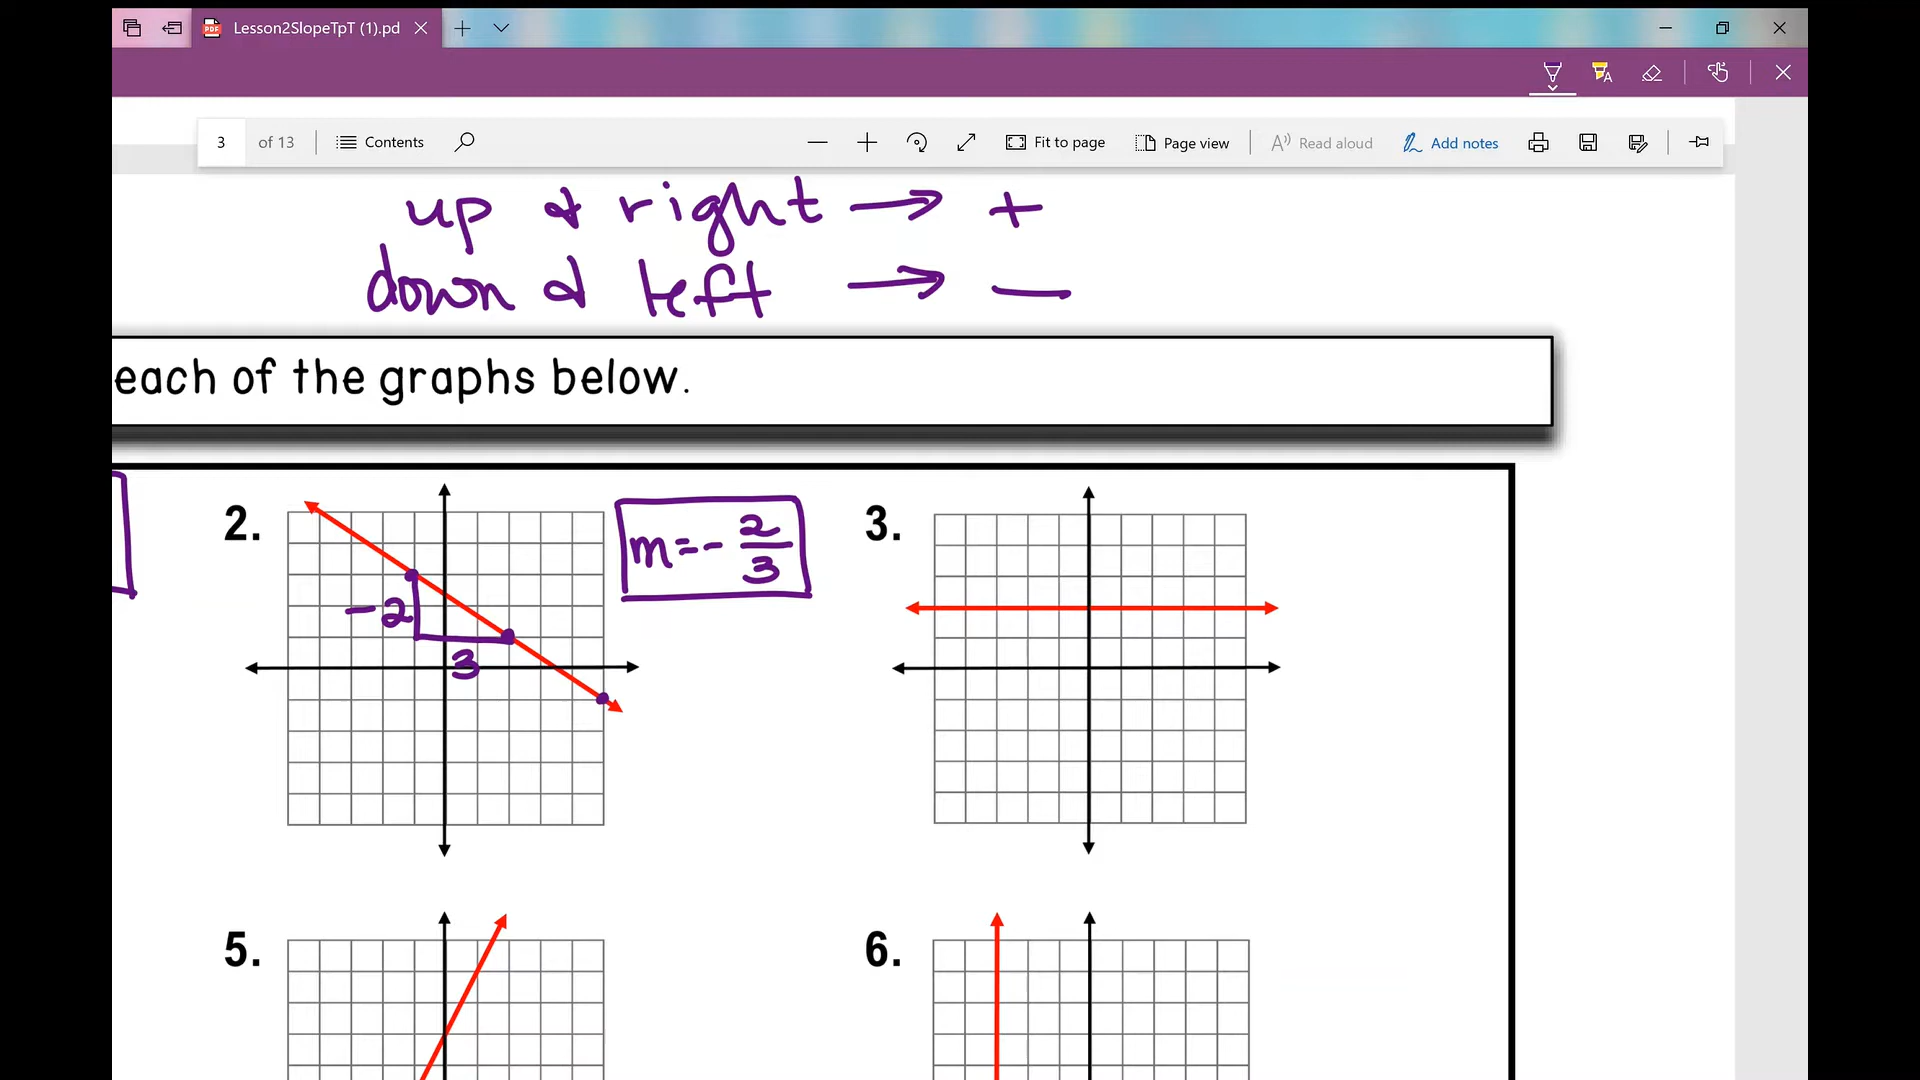 Lesson2SlopeTpT (1).pd
3 of 13 Contents Fit to page Page view Read aloud Add notes
up & right → +
down & left → —
each of the graphs below.
2.
m = - 2/3
-2
3
3.
5.
6.